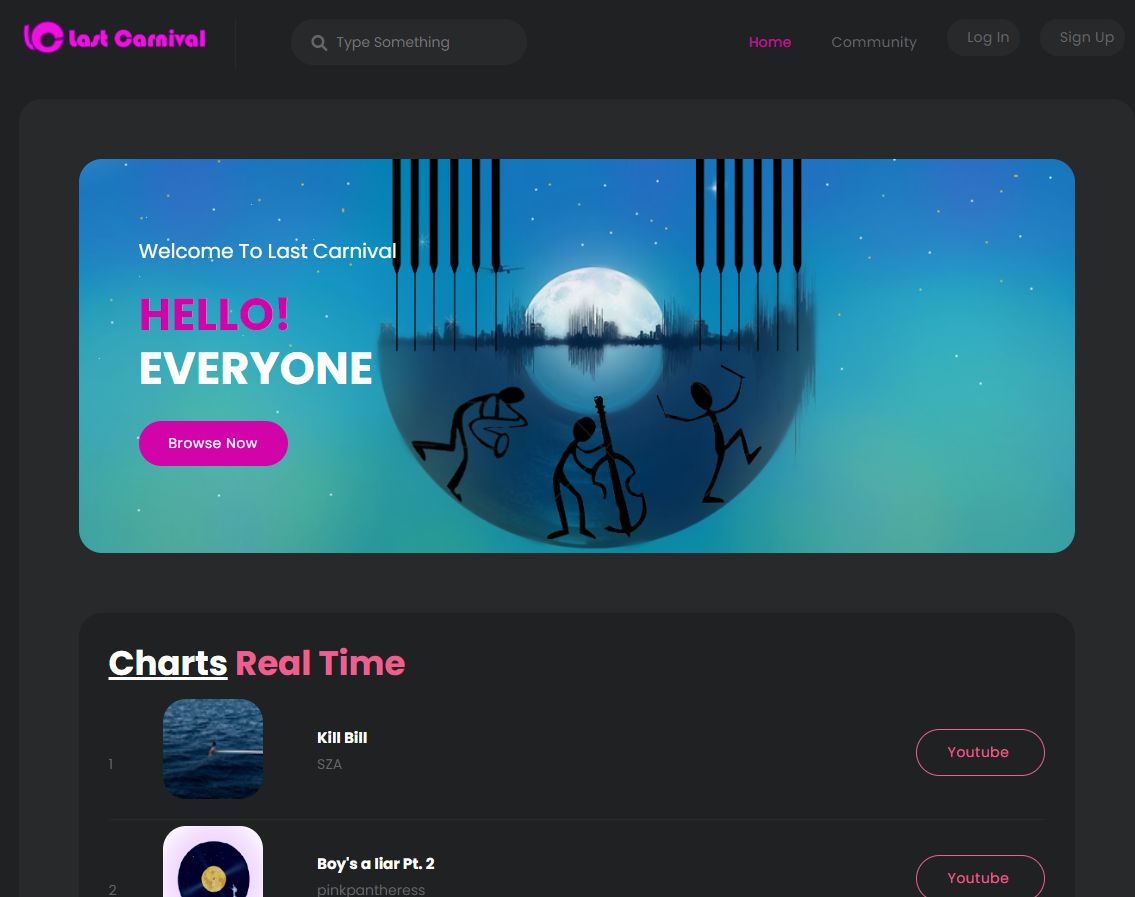 Last Carnival
Type Something
Home
Community
Log In
Sign Up
Welcome To Last Carnival
HELLO!
EVERYONE
Browse Now
Charts Real Time
1
Kill Bill
SZA
Youtube
2
Boy's a liar Pt. 2
pinkpantheress
Youtube